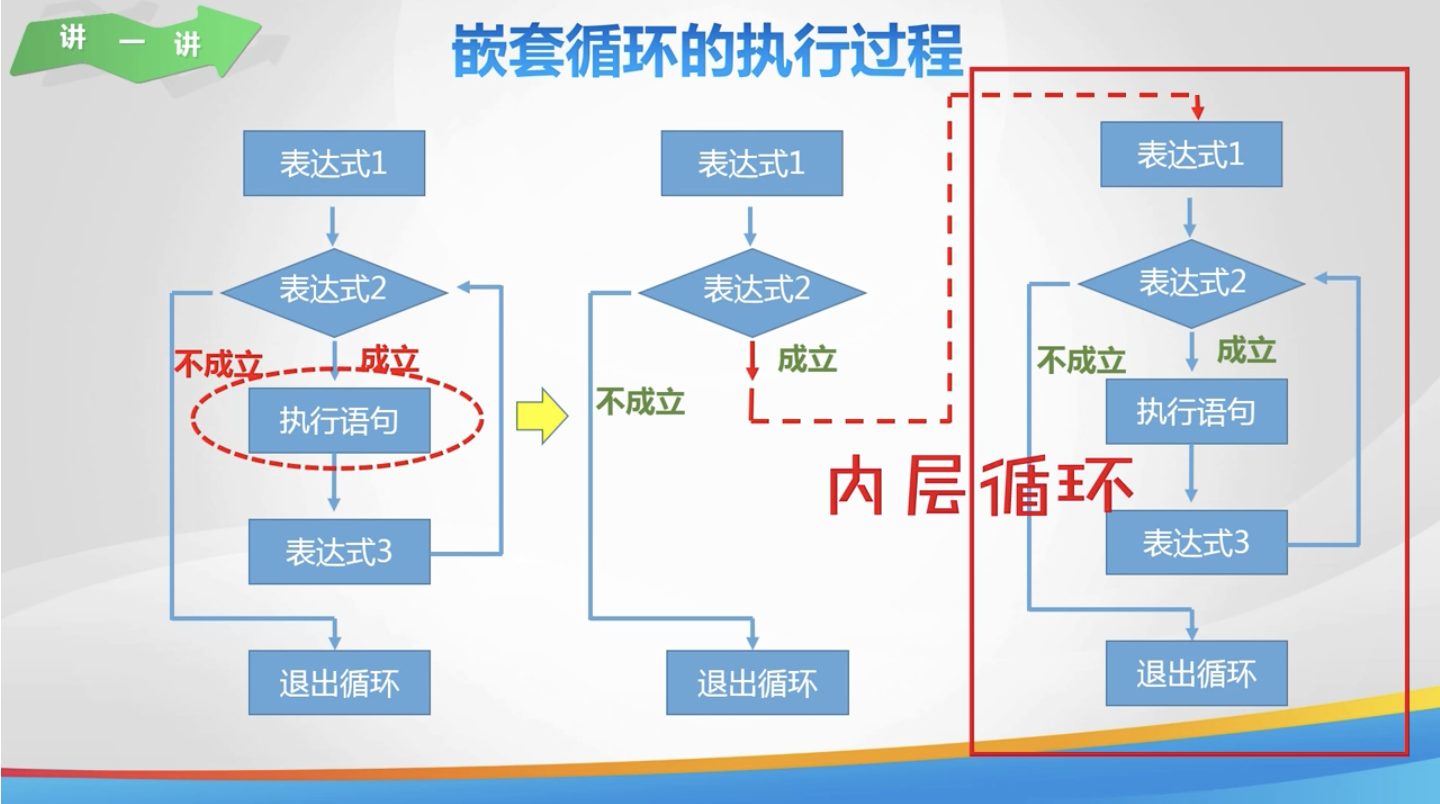 讲一讲
嵌套循环的执行过程
表达式1
表达式2
不成立
成立
执行语句
表达式3
退出循环
表达式1
表达式2
成立
不成立
退出循环
内层循环
表达式1
表达式2
不成立
成立
执行语句
表达式3
退出循环